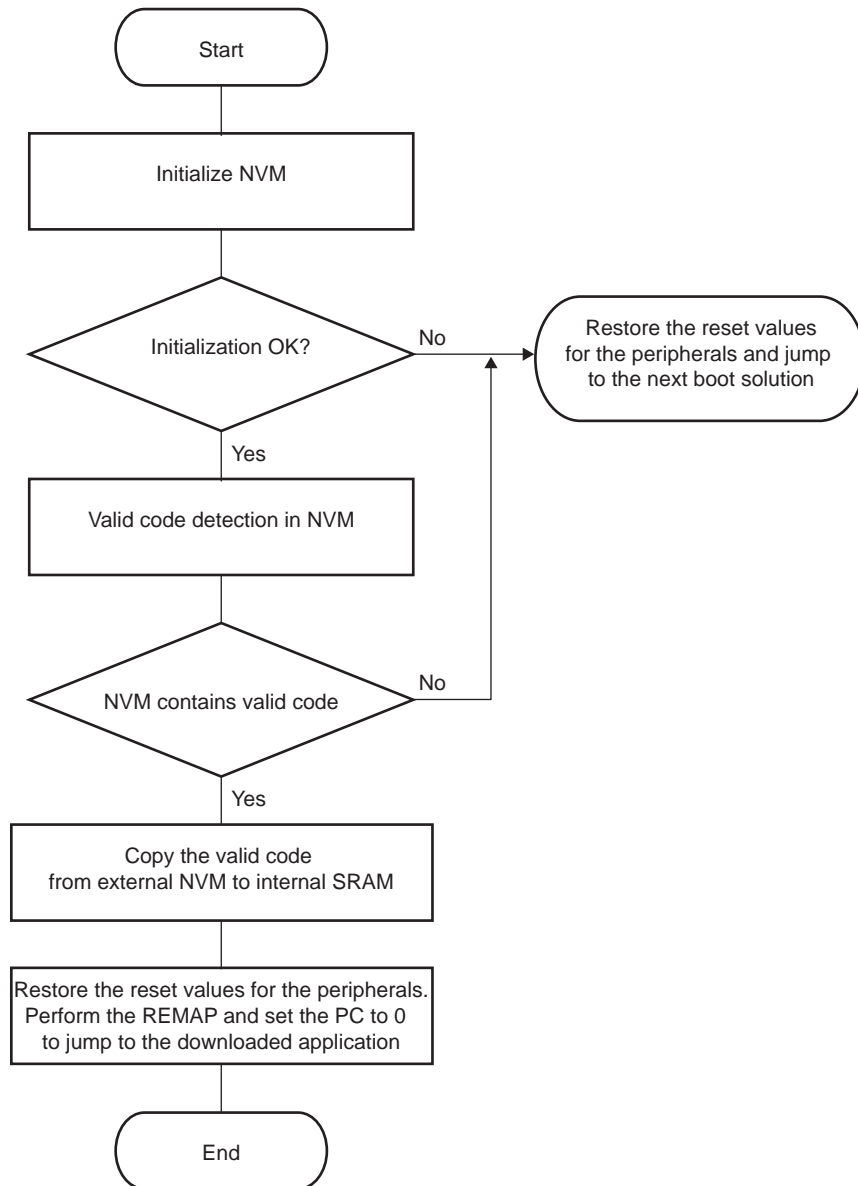 Start
Initialize NVM
Initialization OK?
No
Restore the reset values
for the peripherals and jump
to the next boot solution
Yes
Valid code detection in NVM
NVM contains valid code
No
Yes
Copy the valid code
from external NVM to internal SRAM
Restore the reset values for the peripherals.
Perform the REMAP and set the PC to 0
to jump to the downloaded application
End